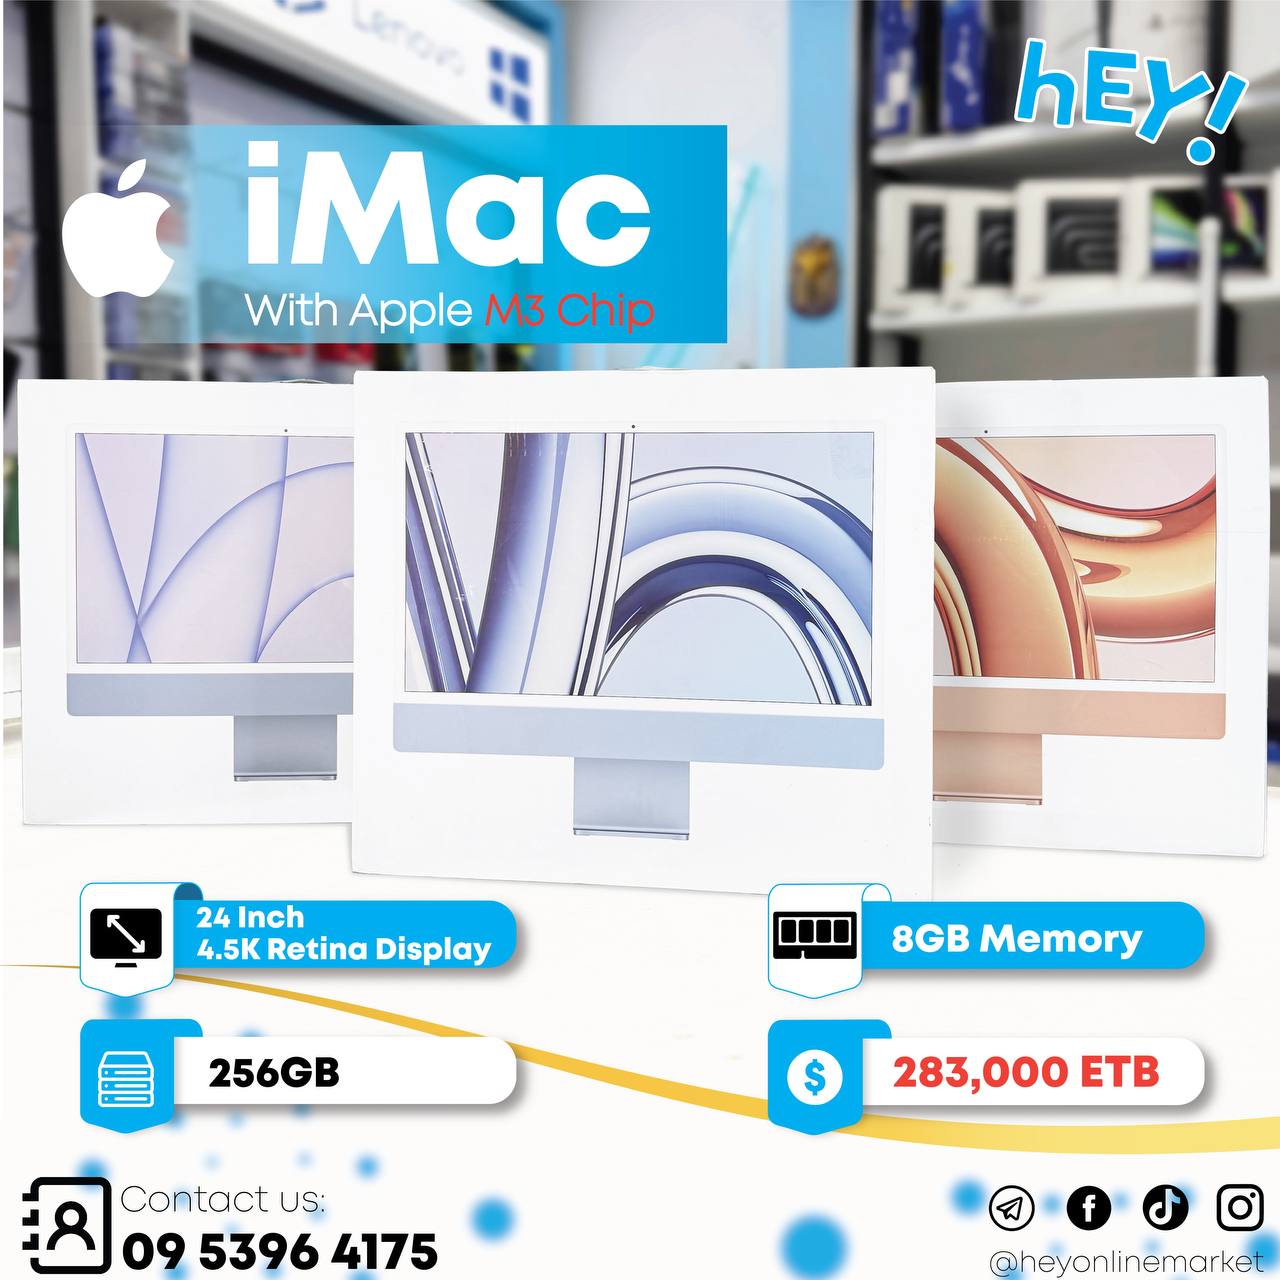 Lenovo
hEY!
iMac
With Apple M3 Chip
24 Inch
4.5K Retina Display
8GB Memory
256GB
$
283,000 ETB
Contact us:
09 5396 4175
@heyonlinemarket